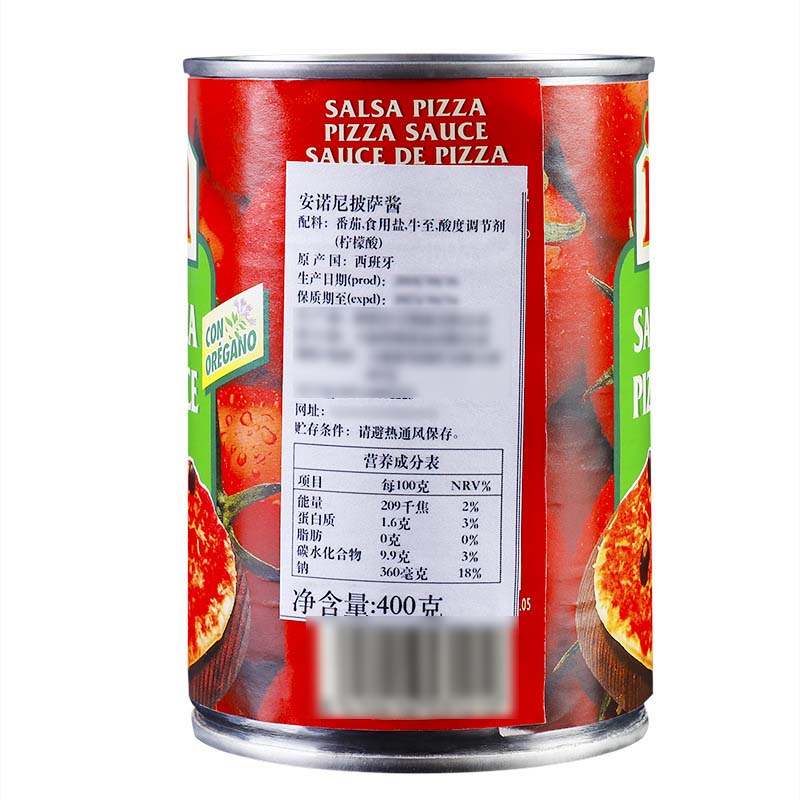 SALSA PIZZA
PIZZA SAUCE
SAUCE DE PIZZA
安诺尼披萨酱
配料：番茄,食用盐,牛至,酸度调节剂
(柠檬酸)
原产国：西班牙
生产日期(prod)：
保质期至(expd)：
网址：
贮存条件：请避热通风保存。
营养成分表
项目 每100克 NRV%
能量 209千焦 2%
蛋白质 1.6克 3%
脂肪 0克 0%
碳水化合物 9.9克 3%
钠 360毫克 18%
净含量:400克
.05
CON
ORÉGANO
CE
SA
PIZ